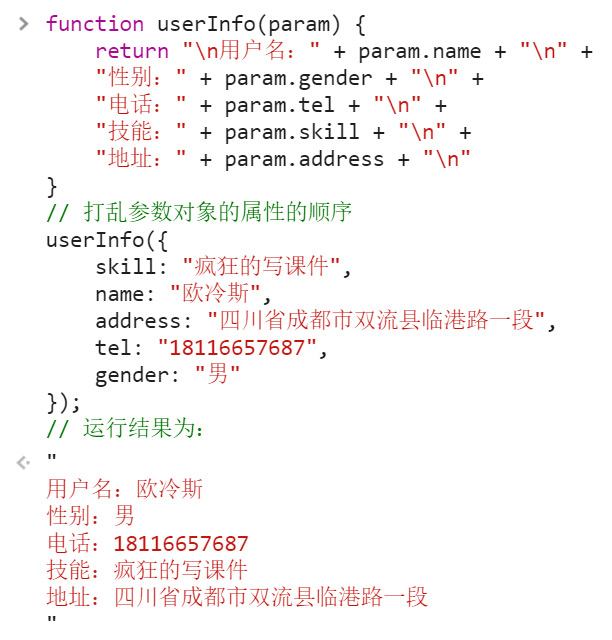 function userInfo(param) {
return "\n用户名：" + param.name + "\n" +
"性别：" + param.gender + "\n" +
"电话：" + param.tel + "\n" +
"技能：" + param.skill + "\n" +
"地址：" + param.address + "\n"
}
// 打乱参数对象的属性的顺序
userInfo({
skill: "疯狂的写课件",
name: "欧冷斯",
address: "四川省成都市双流县临港路一段",
tel: "18116657687",
gender: "男"
});
// 运行结果为：
"
用户名：欧冷斯
性别：男
电话：18116657687
技能：疯狂的写课件
地址：四川省成都市双流县临港路一段
"